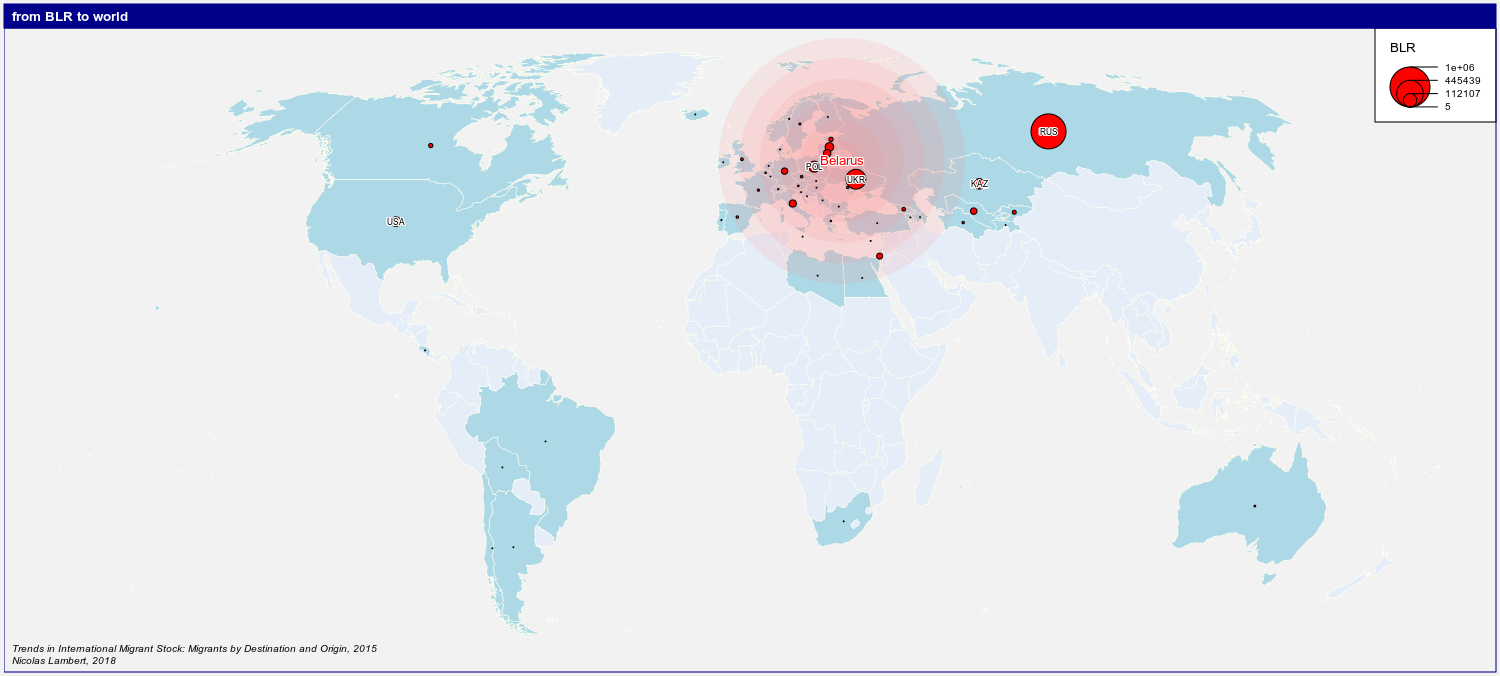 from BLR to world
BLR
1e+06
445439
112107
5
RUS
Belarus
POL
UKR
KAZ
USA
Trends in International Migrant Stock: Migrants by Destination and Origin, 2015
Nicolas Lambert, 2018